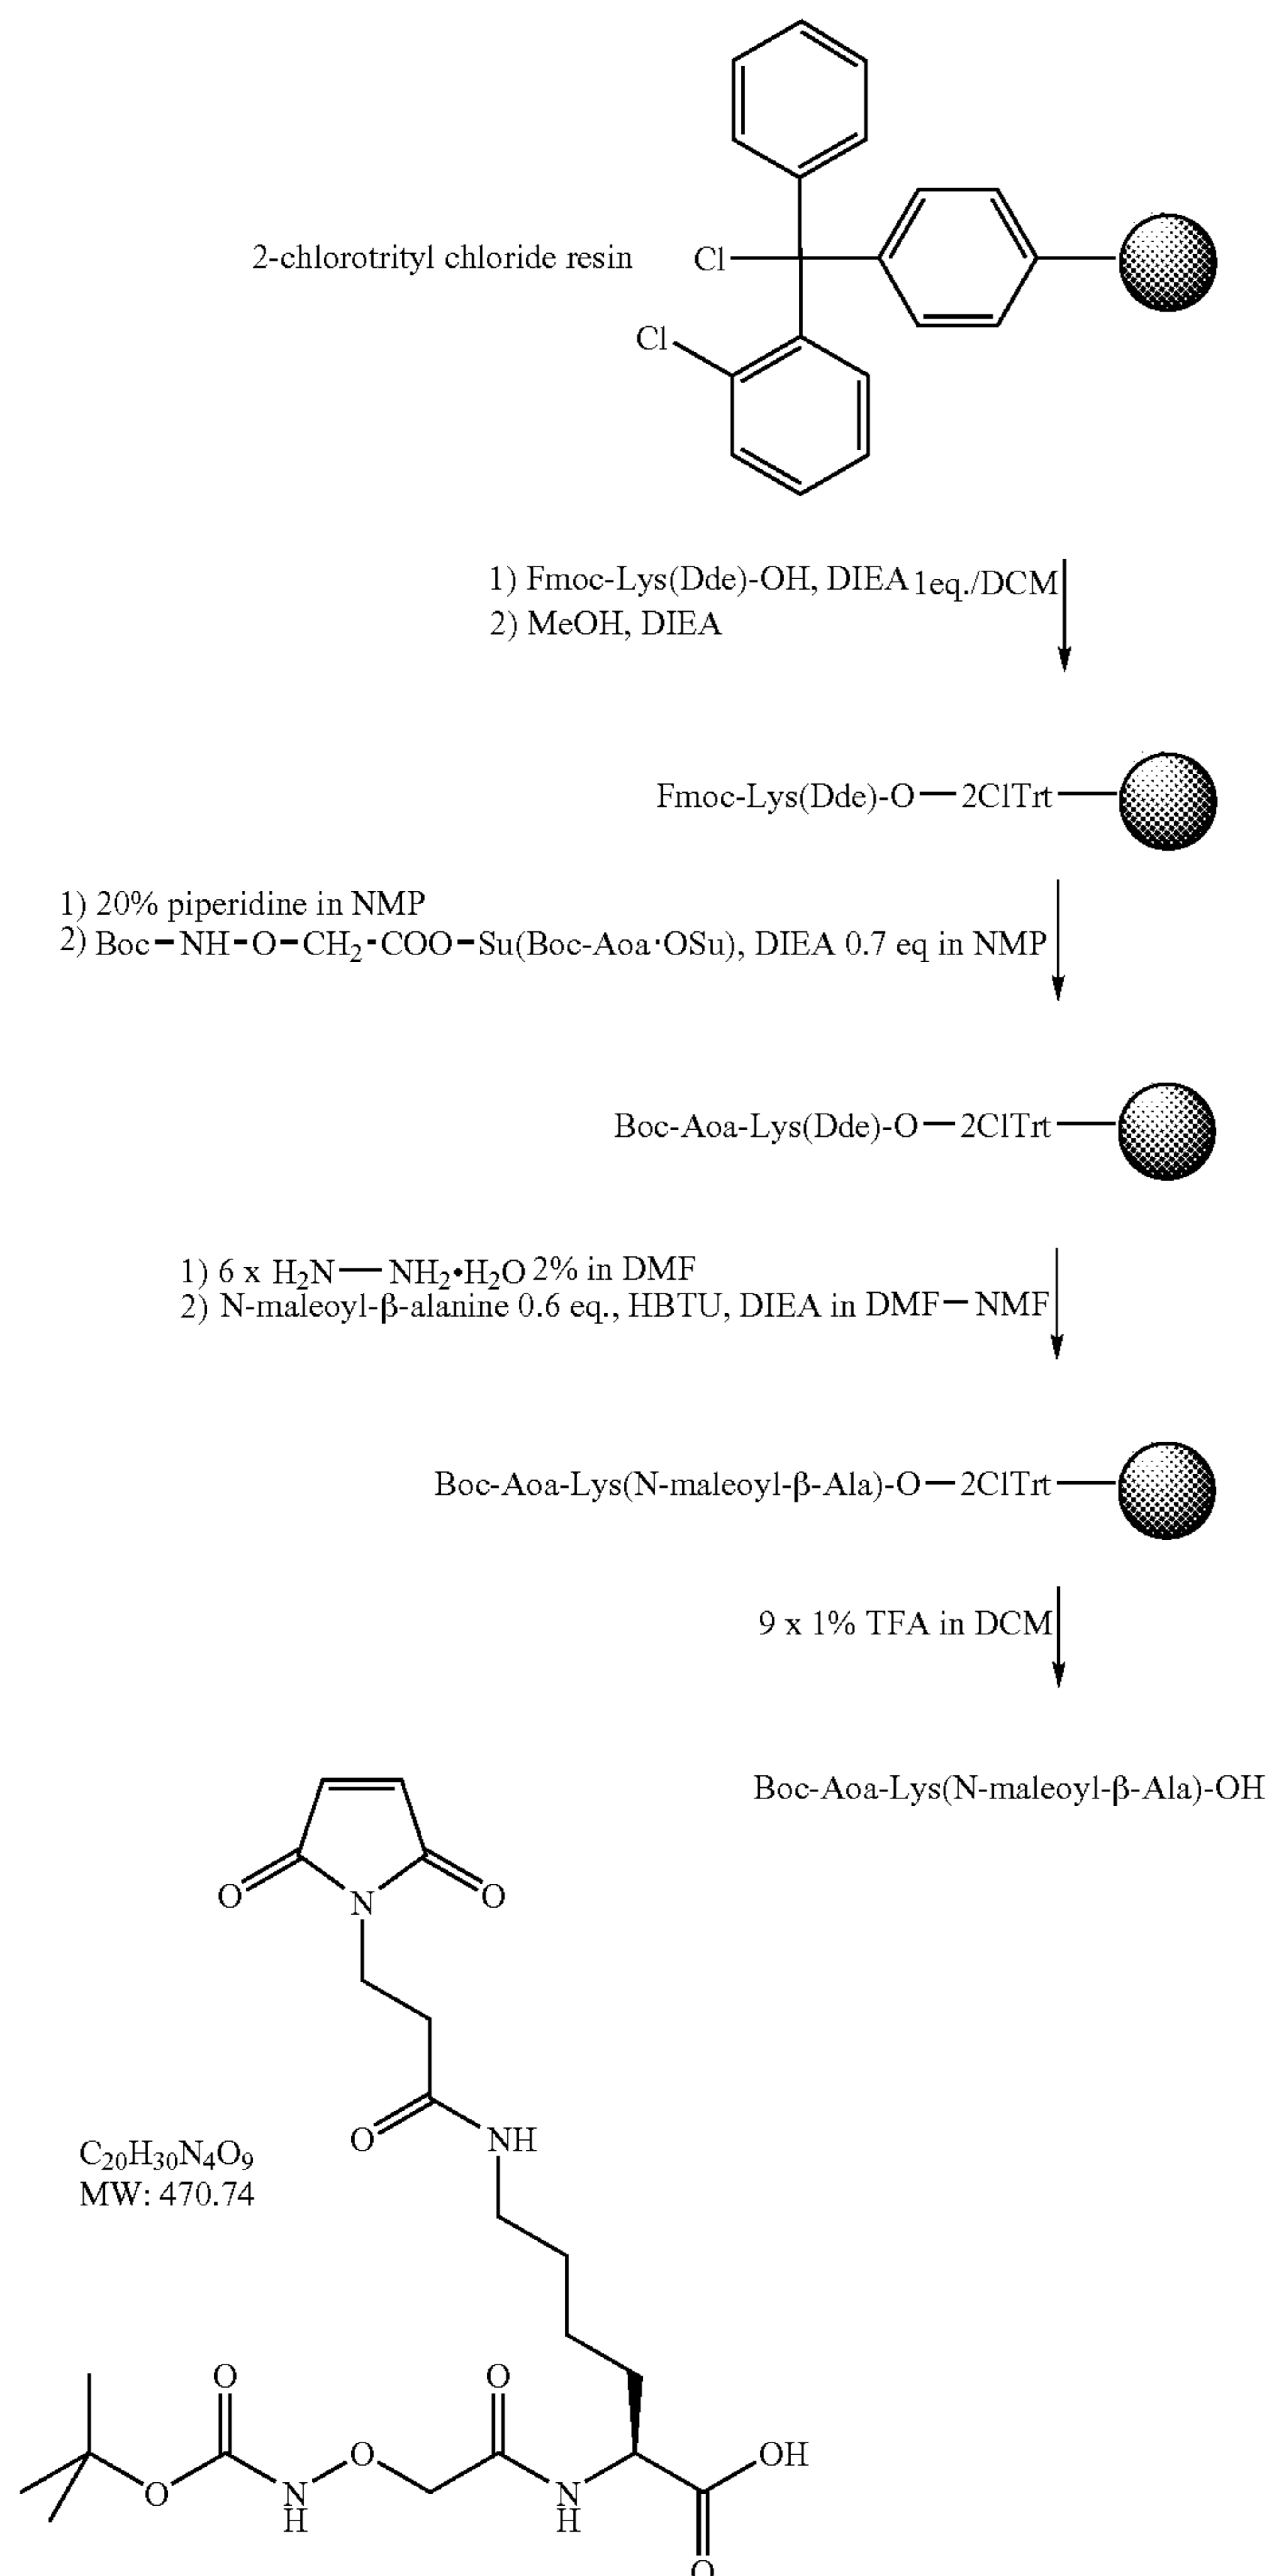 2-chlorotrityl chloride resin
Cl
Cl
1) Fmoc-Lys(Dde)-OH, DIEA 1eq./DCM
2) MeOH, DIEA
Fmoc-Lys(Dde)-O—2ClTrt
1) 20% piperidine in NMP
2) Boc-NH-O-CH₂-COO-Su(Boc-Aoa·OSu), DIEA 0.7 eq in NMP
Boc-Aoa-Lys(Dde)-O—2ClTrt
1) 6 x H₂N—NH₂•H₂O 2% in DMF
2) N-maleoyl-β-alanine 0.6 eq., HBTU, DIEA in DMF—NMF
Boc-Aoa-Lys(N-maleoyl-β-Ala)-O—2ClTrt
9 x 1% TFA in DCM
Boc-Aoa-Lys(N-maleoyl-β-Ala)-OH
O N O
O NH
C₂₀H₃₀N₄O₉
MW: 470.74
O O
O OH
O N H N H
O